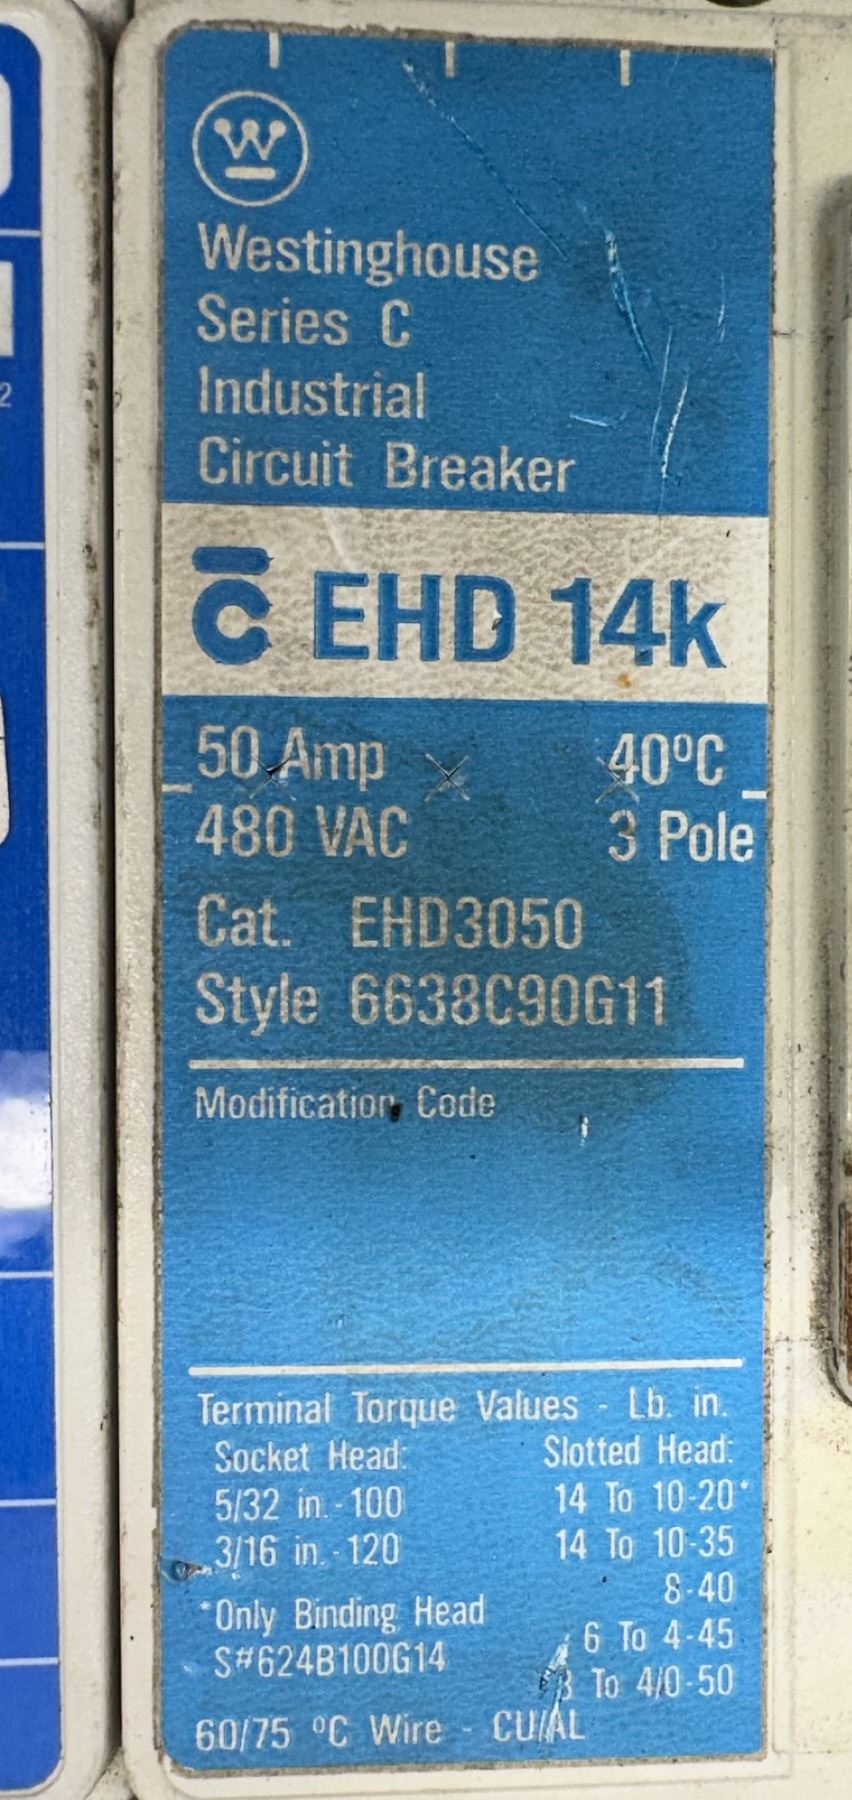 W
Westinghouse
Series C
Industrial
Circuit Breaker
C EHD 14k
50 Amp 40ºC
480 VAC 3 Pole
Cat. EHD3050
Style 6638C90G11
Modification Code
Terminal Torque Values - Lb. in.
Socket Head: Slotted Head:
5/32 in.-100 14 To 10-20*
3/16 in.-120 14 To 10-35
8-40
*Only Binding Head 6 To 4-45
S#624B100G14 To 4/0-50
60/75 ºC Wire - CU/AL
2